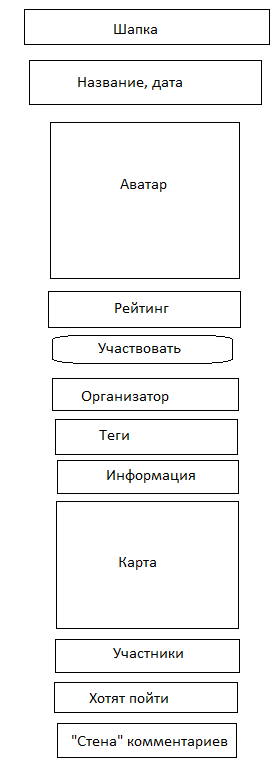 Шапка
Название, дата
Аватар
Рейтинг
Участвовать
Организатор
Теги
Информация
Карта
Участники
Хотят пойти
"Стена" комментариев